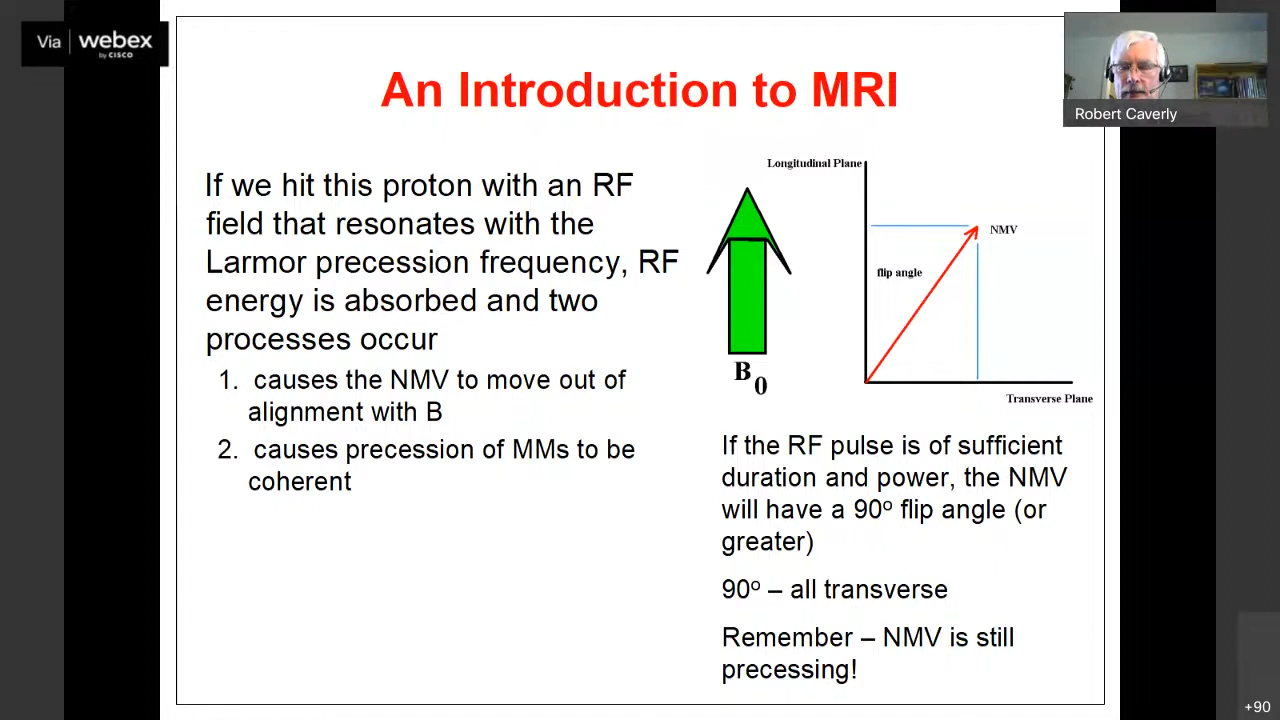 Via webex
by CISCO
An Introduction to MRI
Robert Caverly
If we hit this proton with an RF
field that resonates with the
Larmor precession frequency, RF
energy is absorbed and two
processes occur
1. causes the NMV to move out of
alignment with B
2. causes precession of MMs to be
coherent
Longitudinal Plane
NMV
flip angle
B0
Transverse Plane
If the RF pulse is of sufficient
duration and power, the NMV
will have a 90º flip angle (or
greater)
90º – all transverse
Remember – NMV is still
precessing!
+90